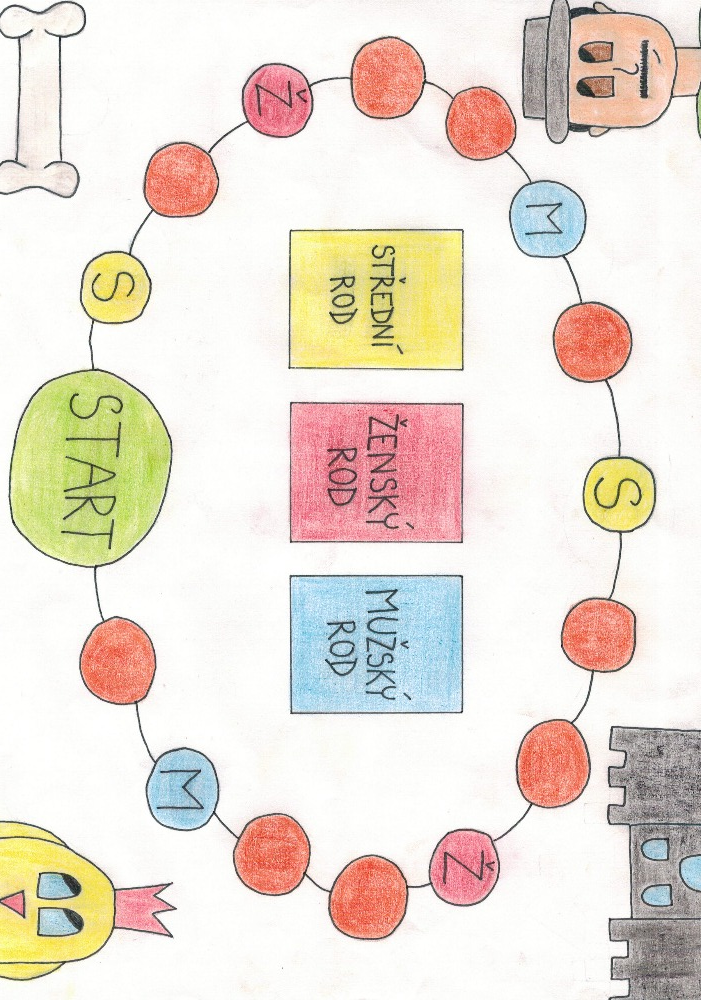 S
M
Ž
STŘEDNÍ
ROD
ŽENSKÝ
ROD
MUŽSKÝ
ROD
Ž
M
S
START